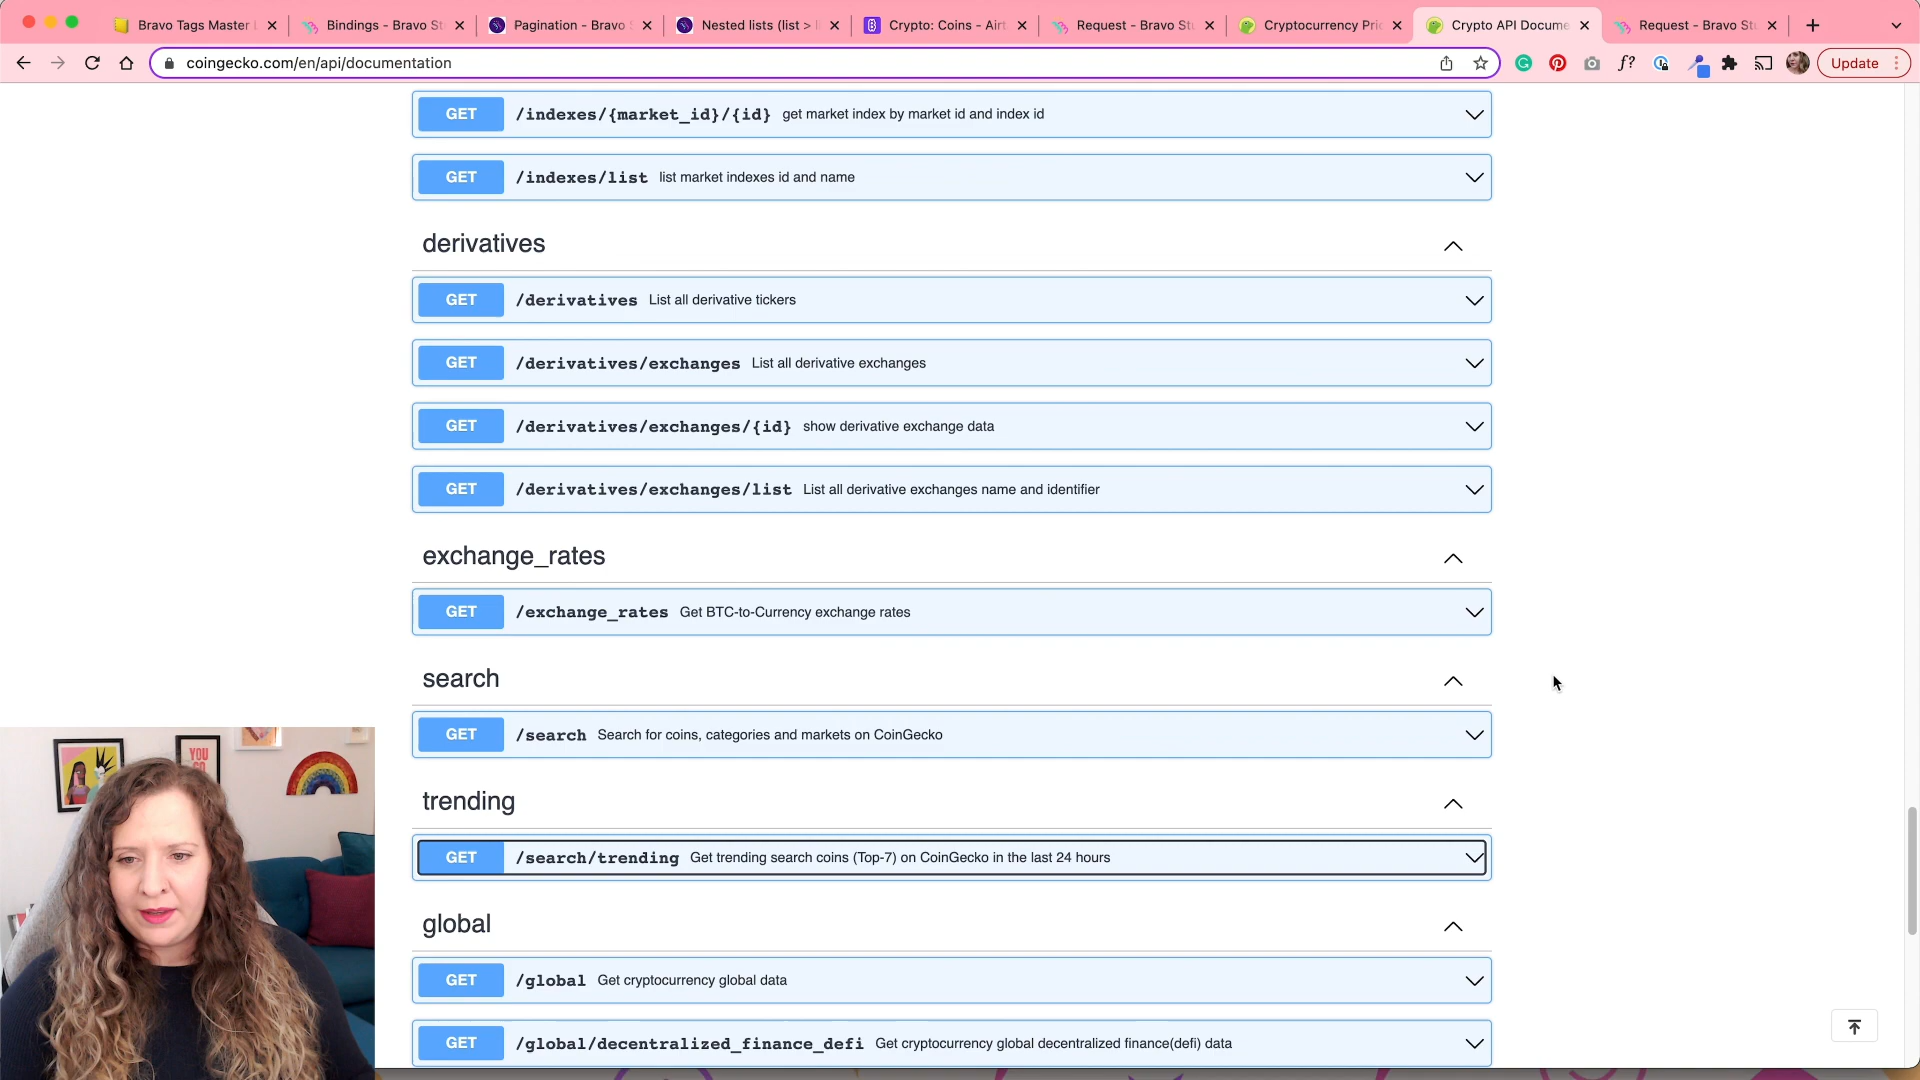 Bravo Tags Master
Bindings - Bravo St
Pagination - Bravo S
Nested lists (list > l
Crypto: Coins - Airt
Request - Bravo Stu
Cryptocurrency Pric
Crypto API Docume
Request - Bravo Stu
coingecko.com/en/api/documentation
f?
Update
GET /indexes/{market_id}/{id} get market index by market id and index id
GET /indexes/list list market indexes id and name
derivatives
GET /derivatives List all derivative tickers
GET /derivatives/exchanges List all derivative exchanges
GET /derivatives/exchanges/{id} show derivative exchange data
GET /derivatives/exchanges/list List all derivative exchanges name and identifier
exchange_rates
GET /exchange_rates Get BTC-to-Currency exchange rates
search
GET /search Search for coins, categories and markets on CoinGecko
trending
GET /search/trending Get trending search coins (Top-7) on CoinGecko in the last 24 hours
global
GET /global Get cryptocurrency global data
GET /global/decentralized_finance_defi Get cryptocurrency global decentralized finance(defi) data
YOU